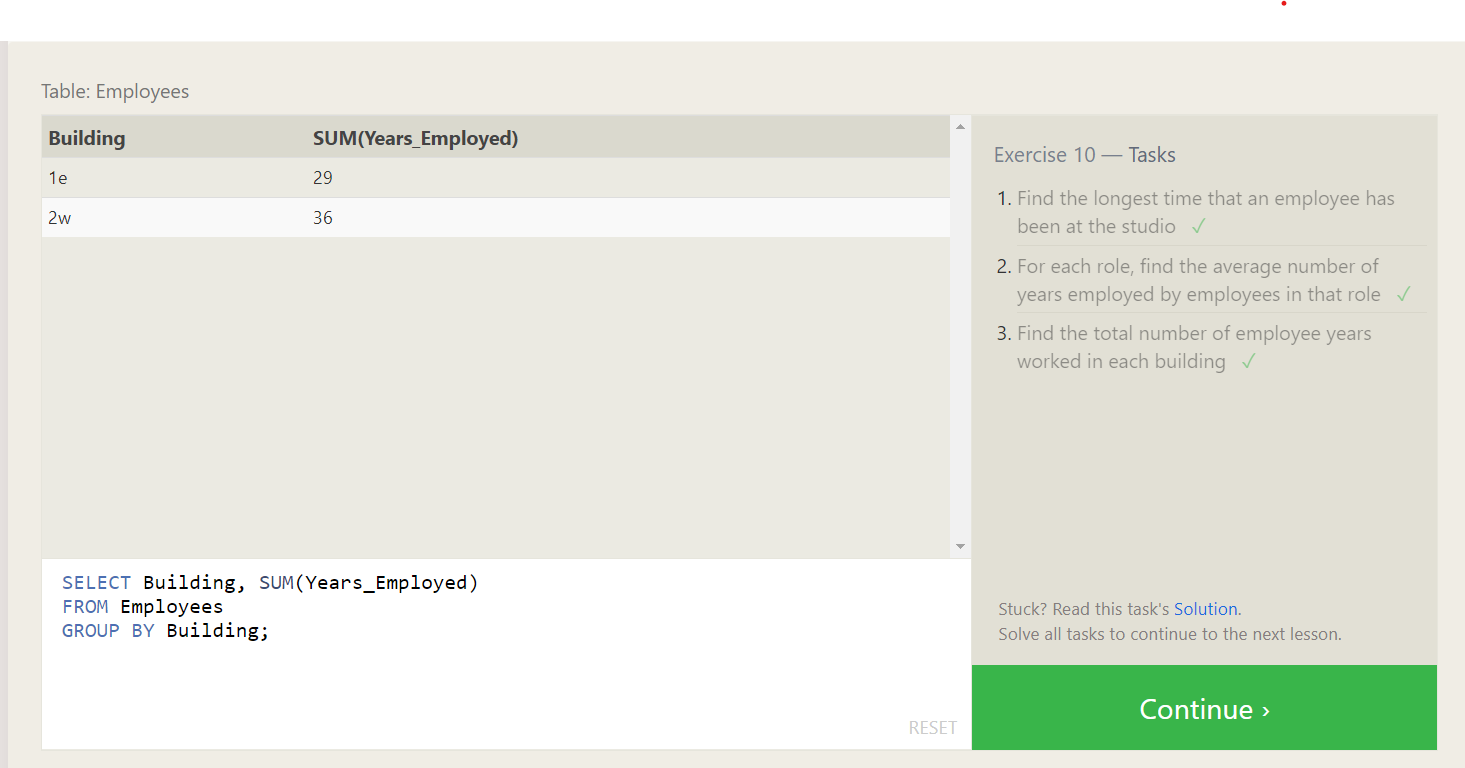 Table: Employees
Building SUM(Years_Employed)
1e 29
2w 36
SELECT Building, SUM(Years_Employed)
FROM Employees
GROUP BY Building;
RESET
Exercise 10 — Tasks
1. Find the longest time that an employee has
been at the studio ✓
2. For each role, find the average number of
years employed by employees in that role ✓
3. Find the total number of employee years
worked in each building ✓
Stuck? Read this task's Solution.
Solve all tasks to continue to the next lesson.
Continue ›